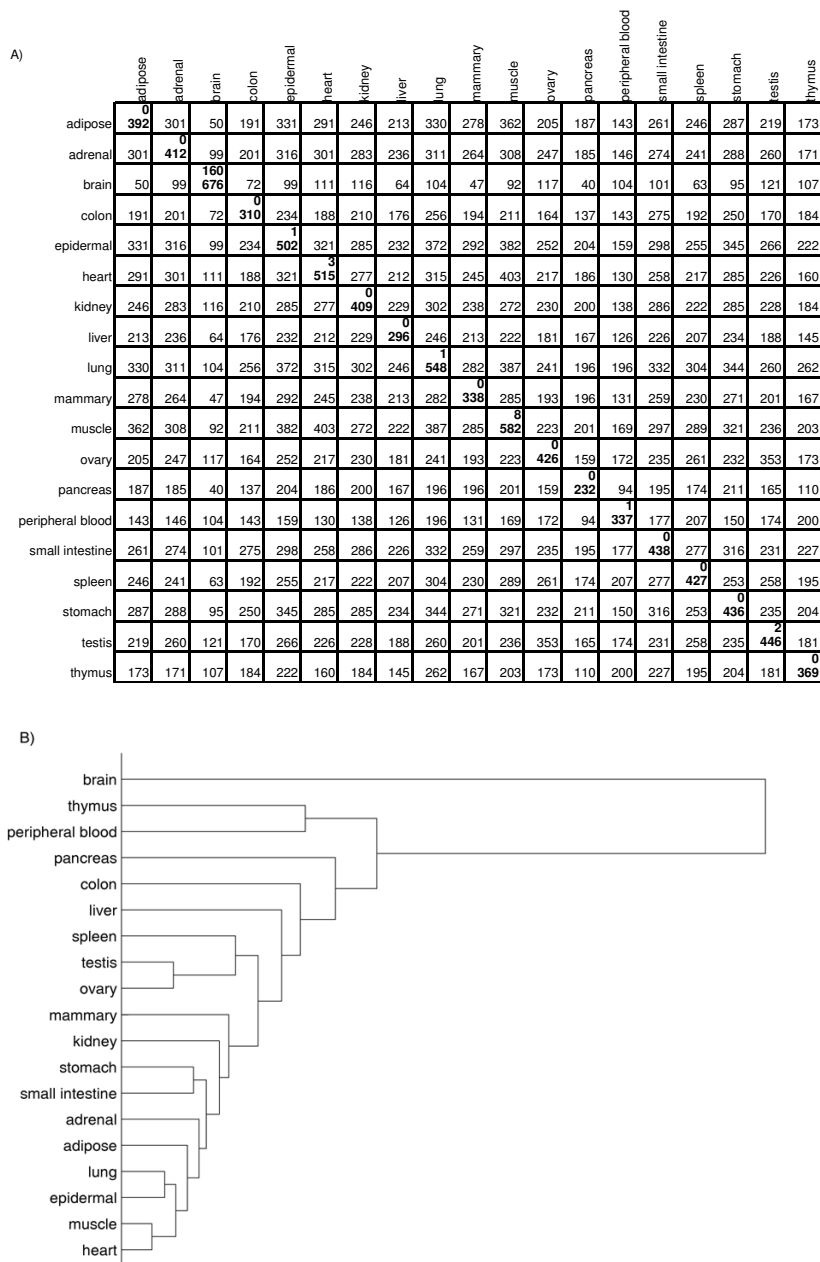 A)
adipose adrenal brain colon epidermal heart kidney liver lung mammary muscle ovary pancreas peripheral blood small intestine spleen stomach testis thymus
adipose 0 392 301 50 191 331 291 246 213 330 278 362 205 187 143 261 246 287 219 173
adrenal 301 0 412 99 201 316 301 283 236 311 264 308 247 185 146 274 241 288 260 171
brain 50 99 160 676 72 99 111 116 64 104 47 92 117 40 104 101 63 95 121 107
colon 191 201 72 0 310 234 188 210 176 256 194 211 164 137 143 275 192 250 170 184
epidermal 331 316 99 234 1 502 321 285 232 372 292 382 252 204 159 298 255 345 266 222
heart 291 301 111 188 321 3 515 277 212 315 245 403 217 186 130 258 217 285 226 160
kidney 246 283 116 210 285 277 0 409 229 302 238 272 230 200 138 286 222 285 228 184
liver 213 236 64 176 232 212 229 0 296 246 213 222 181 167 126 226 207 234 188 145
lung 330 311 104 256 372 315 302 246 1 548 282 387 241 196 196 332 304 344 260 262
mammary 278 264 47 194 292 245 238 213 282 0 338 285 193 196 131 259 230 271 201 167
muscle 362 308 92 211 382 403 272 222 387 285 8 582 223 201 169 297 289 321 236 203
ovary 205 247 117 164 252 217 230 181 241 193 223 0 426 159 172 235 261 232 353 173
pancreas 187 185 40 137 204 186 200 167 196 196 201 159 0 232 94 195 174 211 165 110
peripheral blood 143 146 104 143 159 130 138 126 196 131 169 172 94 1 337 177 207 150 174 200
small intestine 261 274 101 275 298 258 286 226 332 259 297 235 195 177 0 438 277 316 231 227
spleen 246 241 63 192 255 217 222 207 304 230 289 261 174 207 277 0 427 253 258 195
stomach 287 288 95 250 345 285 285 234 344 271 321 232 211 150 316 253 0 436 235 204
testis 219 260 121 170 266 226 228 188 260 201 236 353 165 174 231 258 235 2 446 181
thymus 173 171 107 184 222 160 184 145 262 167 203 173 110 200 227 195 204 181 0 369
B)
brain
thymus
peripheral blood
pancreas
colon
liver
spleen
testis
ovary
mammary
kidney
stomach
small intestine
adrenal
adipose
lung
epidermal
muscle
heart